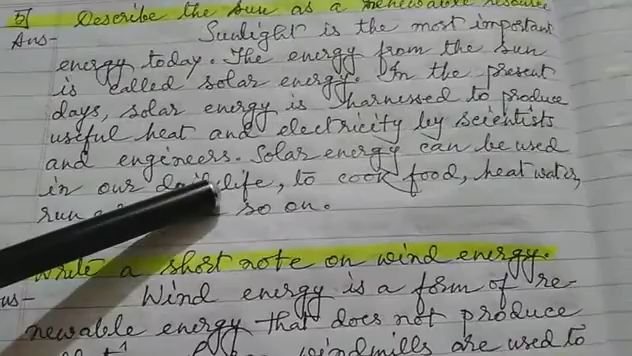 5) Describe the sun as a renewable resource
Ans- Sunlight is the most important
energy today. The energy from the sun
is called solar energy. In the present
days, solar energy is harnessed to produce
useful heat and electricity by scientists
and engineers. Solar energy can be used
in our daily life, to cook food, heat water,
run so on.
Write a short note on wind energy.
Wind energy is a form of re-
newable energy that does not produce
windmills are used to